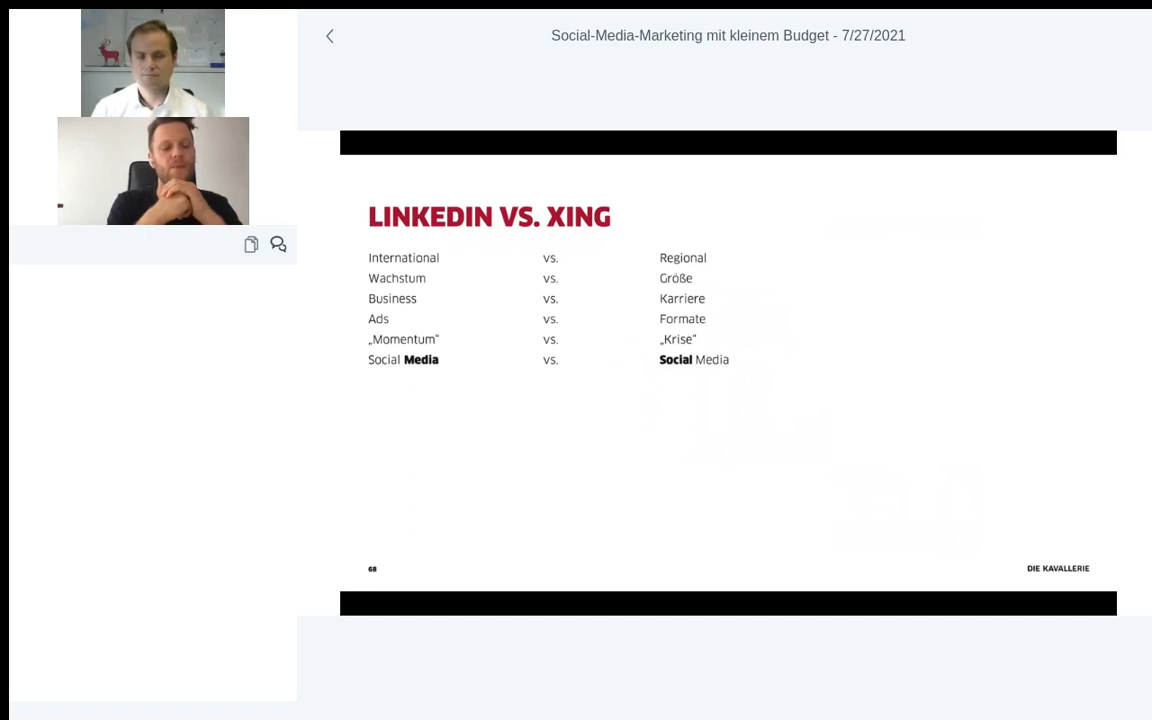 Social-Media-Marketing mit kleinem Budget - 7/27/2021
LINKEDIN VS. XING
International vs. Regional
Wachstum vs. Größe
Business vs. Karriere
Ads vs. Formate
„Momentum“ vs. „Krise“
Social Media vs. Social Media
68 DIE KAVALLERIE